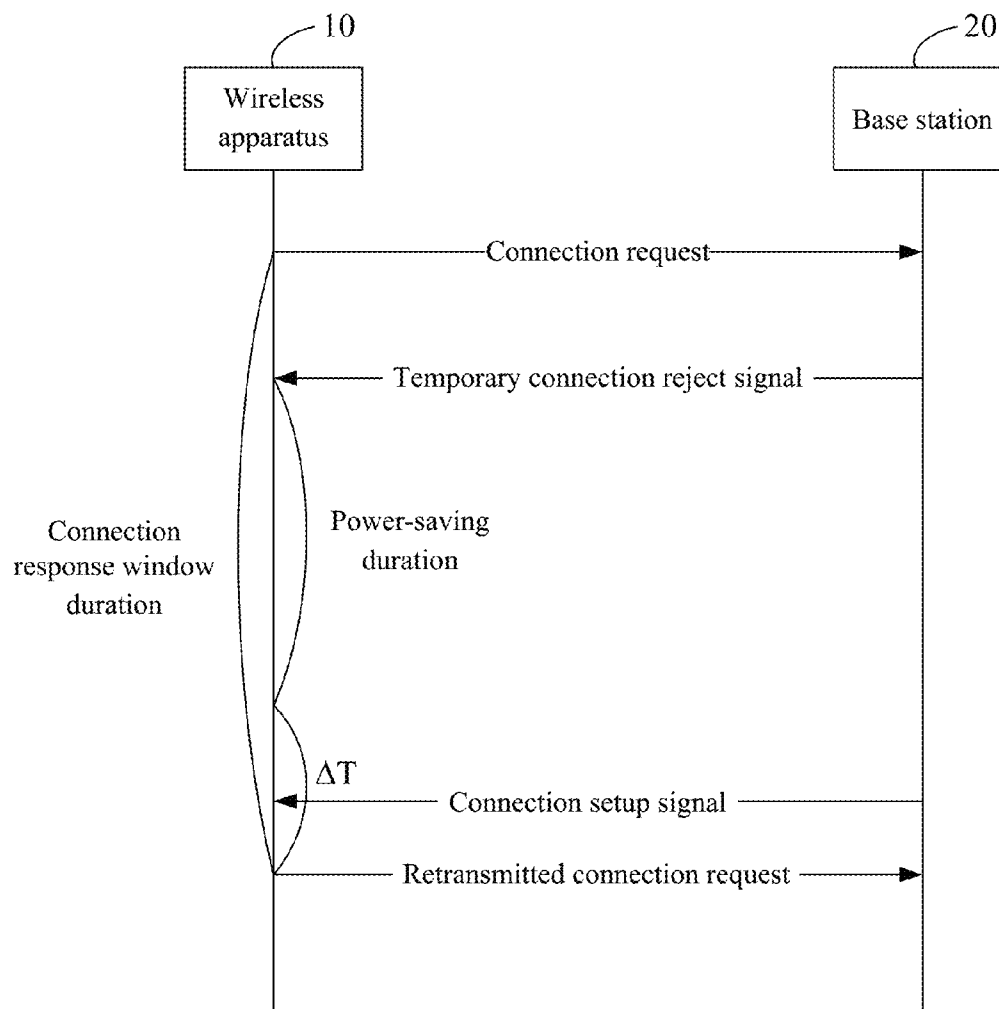 10
20
Wireless
apparatus
Base station
Connection request
Temporary connection reject signal
Connection
response window
duration
Power-saving
duration
ΔT
Connection setup signal
Retransmitted connection request